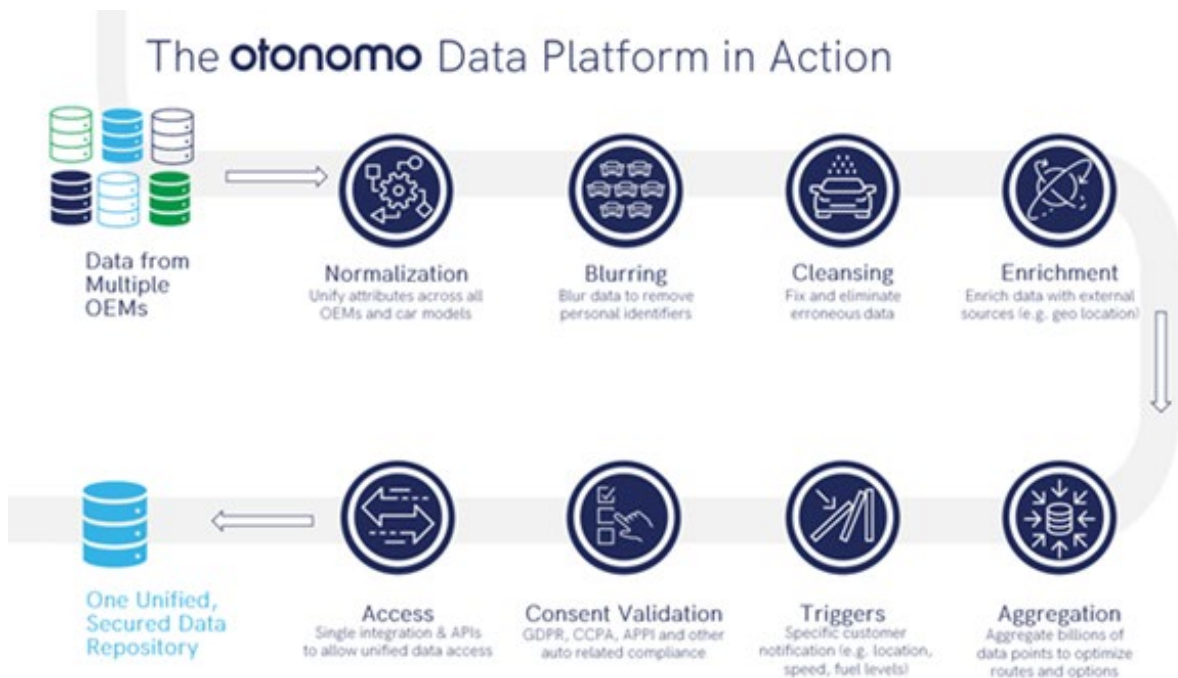 The otonomo Data Platform in Action
Data from
Multiple
OEMs
Normalization
Unify attributes across all
OEMs and car models
Blurring
Blur data to remove
personal identifiers
Cleansing
Fix and eliminate
erroneous data
Enrichment
Enrich data with external
sources (e.g. geo location)
One Unified,
Secured Data
Repository
Access
Single integration & APIs
to allow unified data access
Consent Validation
GDPR, CCPA, APPI and other
auto related compliance
Triggers
Specific customer
notification (e.g. location,
speed, fuel levels)
Aggregation
Aggregate billions of
data points to optimize
routes and options